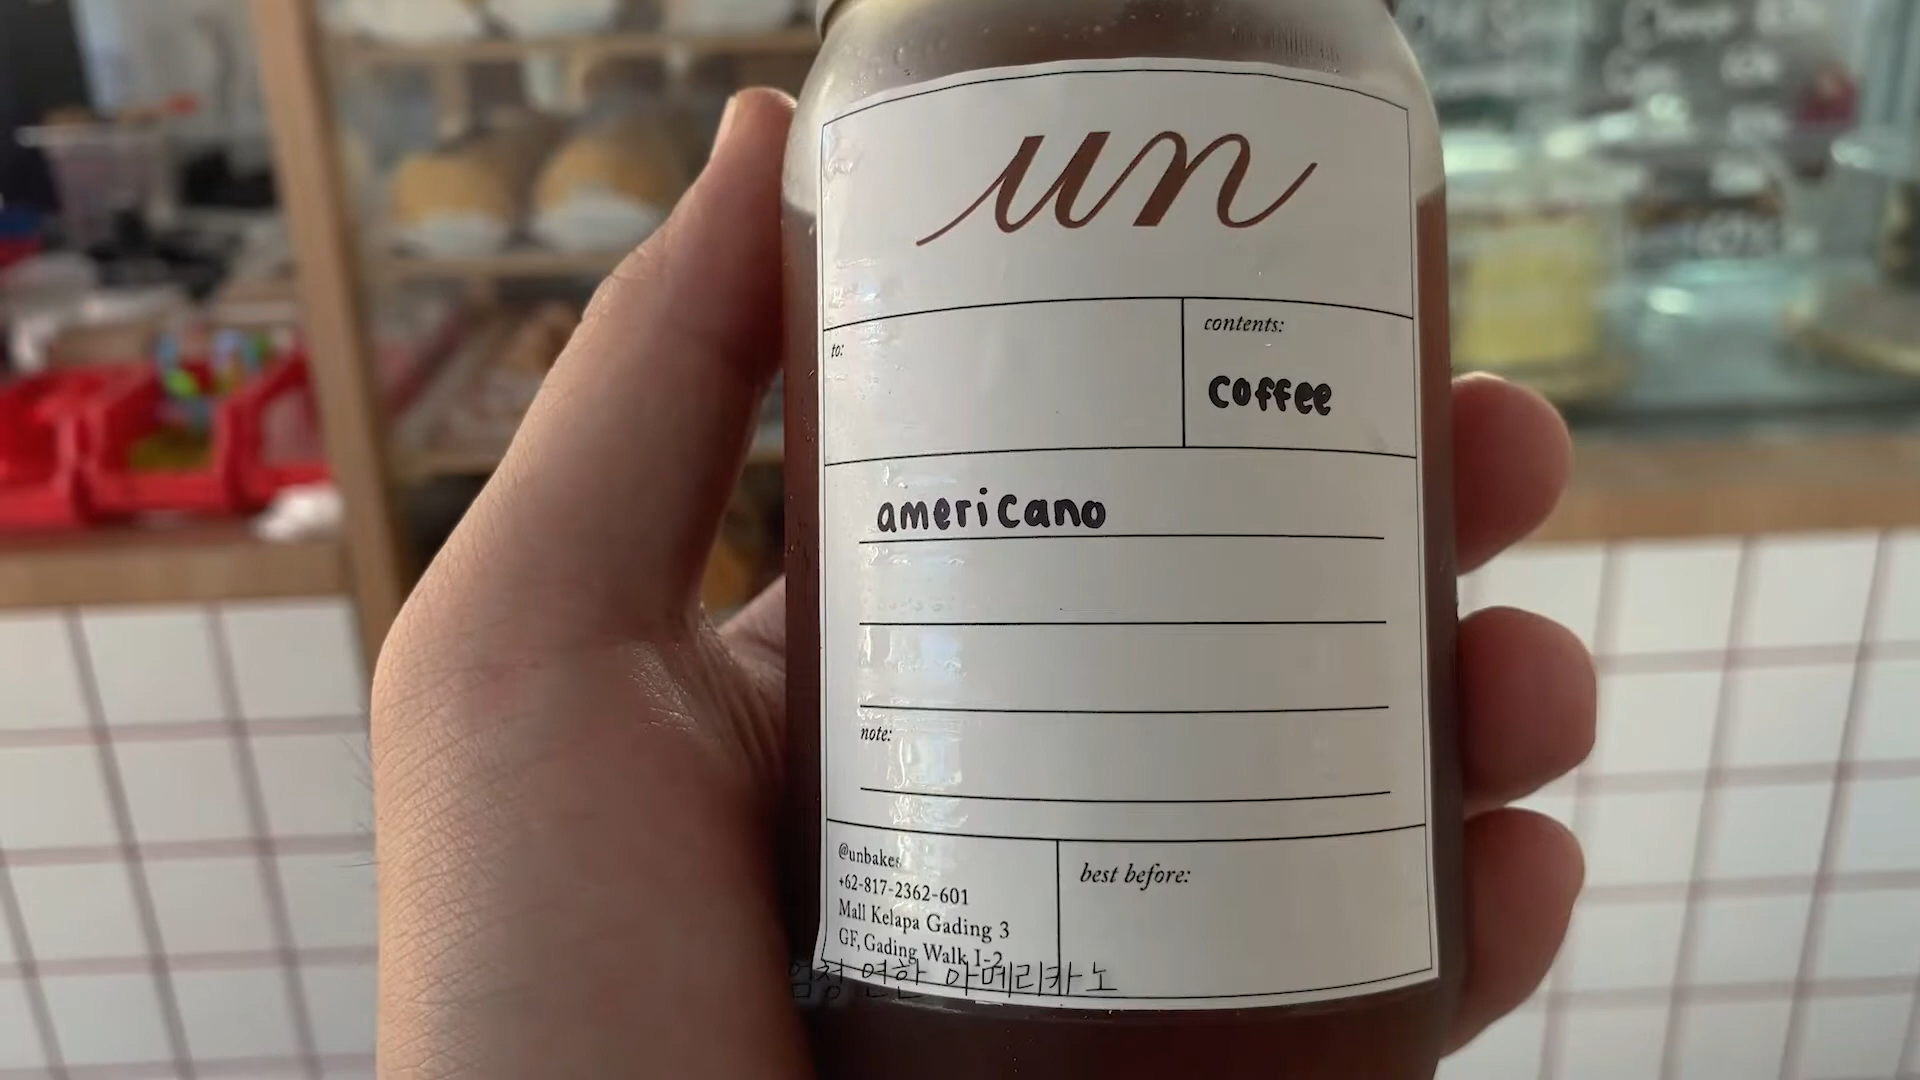 un
to:
contents:
coffee
americano
note:
@unbakes
+62-817-2362-601
Mall Kelapa Gading 3
GF, Gading Walk I-2
best before:
엄청 연한 아메리카노